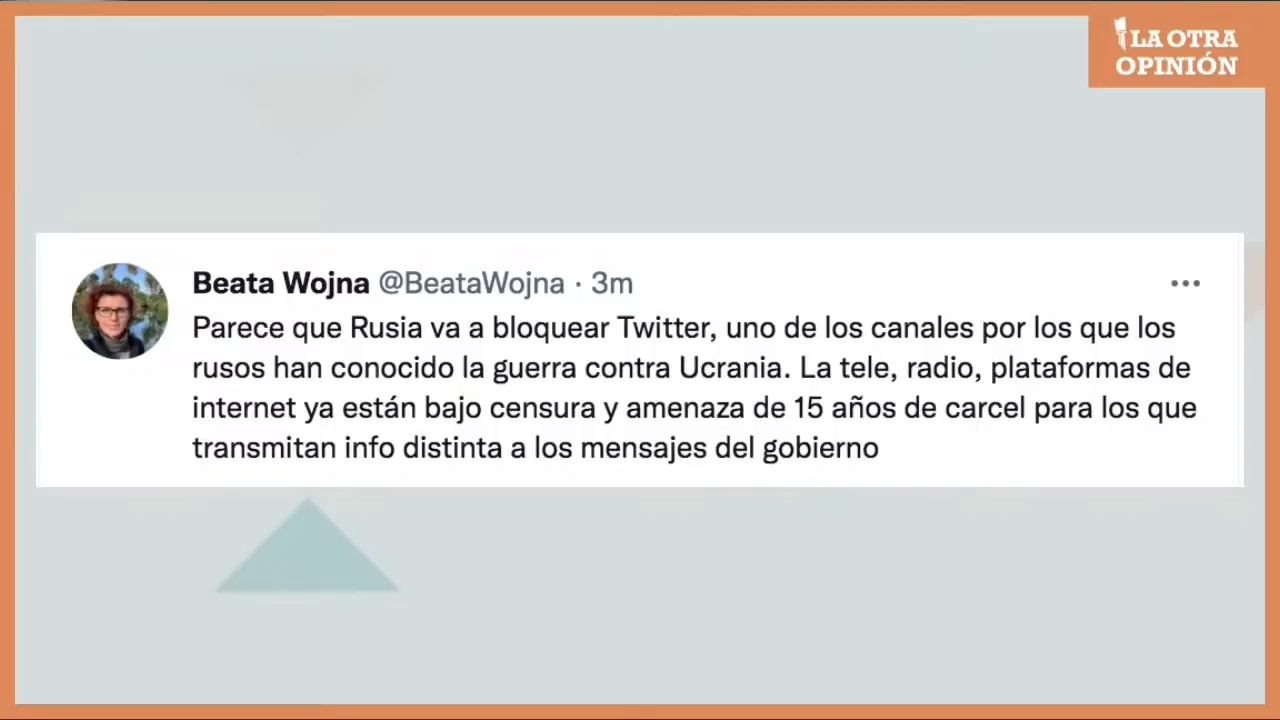 LA OTRA
OPINIÓN
Beata Wojna @BeataWojna · 3m
Parece que Rusia va a bloquear Twitter, uno de los canales por los que los
rusos han conocido la guerra contra Ucrania. La tele, radio, plataformas de
internet ya están bajo censura y amenaza de 15 años de carcel para los que
transmitan info distinta a los mensajes del gobierno